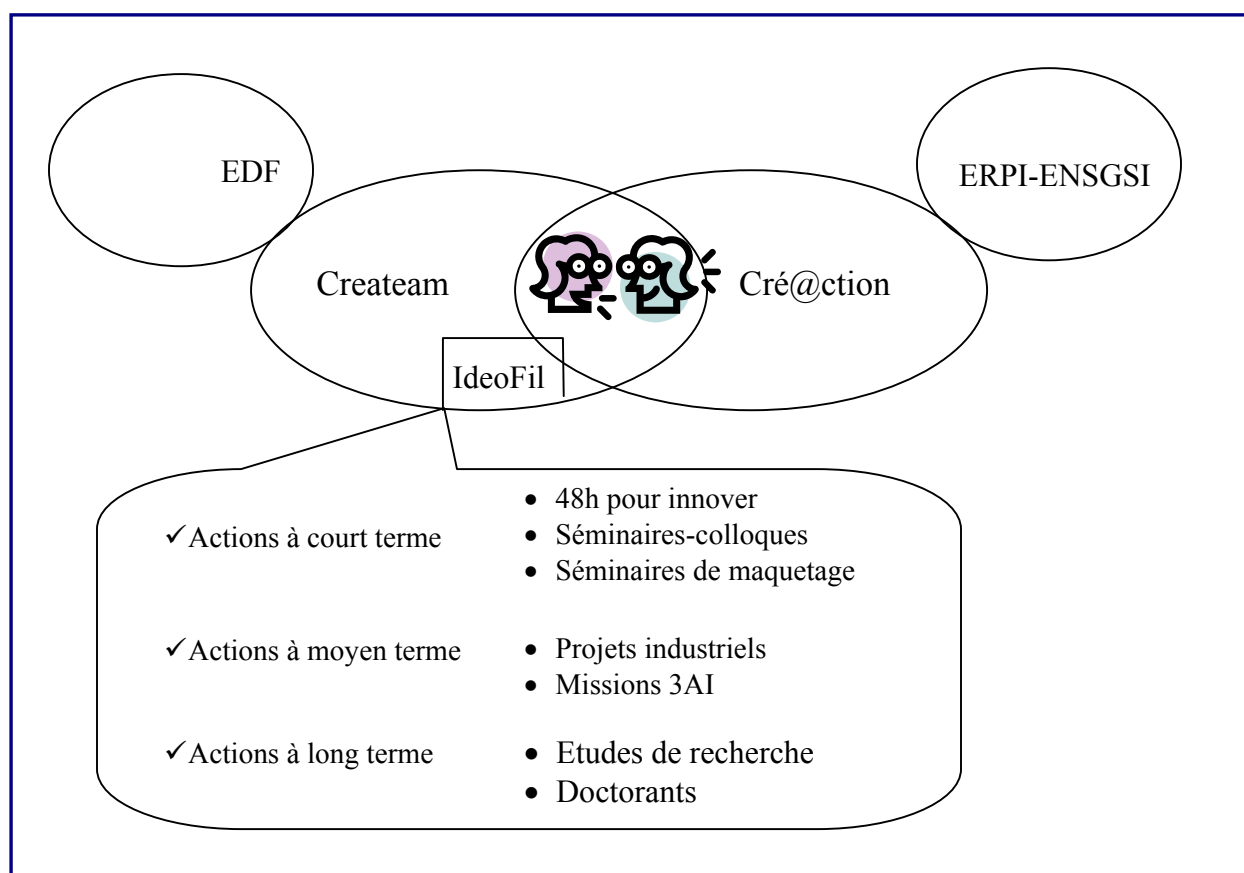 EDF
ERPI-ENSGSI
Createam
Cré@ction
IdeoFil
✓Actions à court terme
• 48h pour innover
• Séminaires-colloques
• Séminaires de maquetage
✓Actions à moyen terme
• Projets industriels
• Missions 3AI
✓Actions à long terme
• Etudes de recherche
• Doctorants